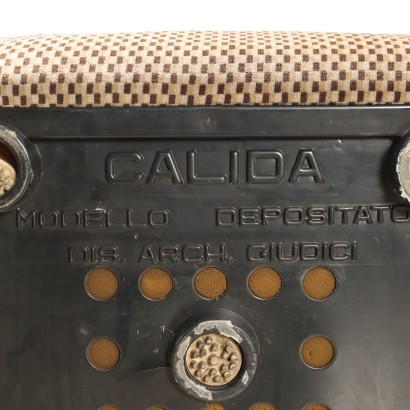 CALIDA
MODELLO DEPOSITATO
DIS. ARCH. GIUDICI